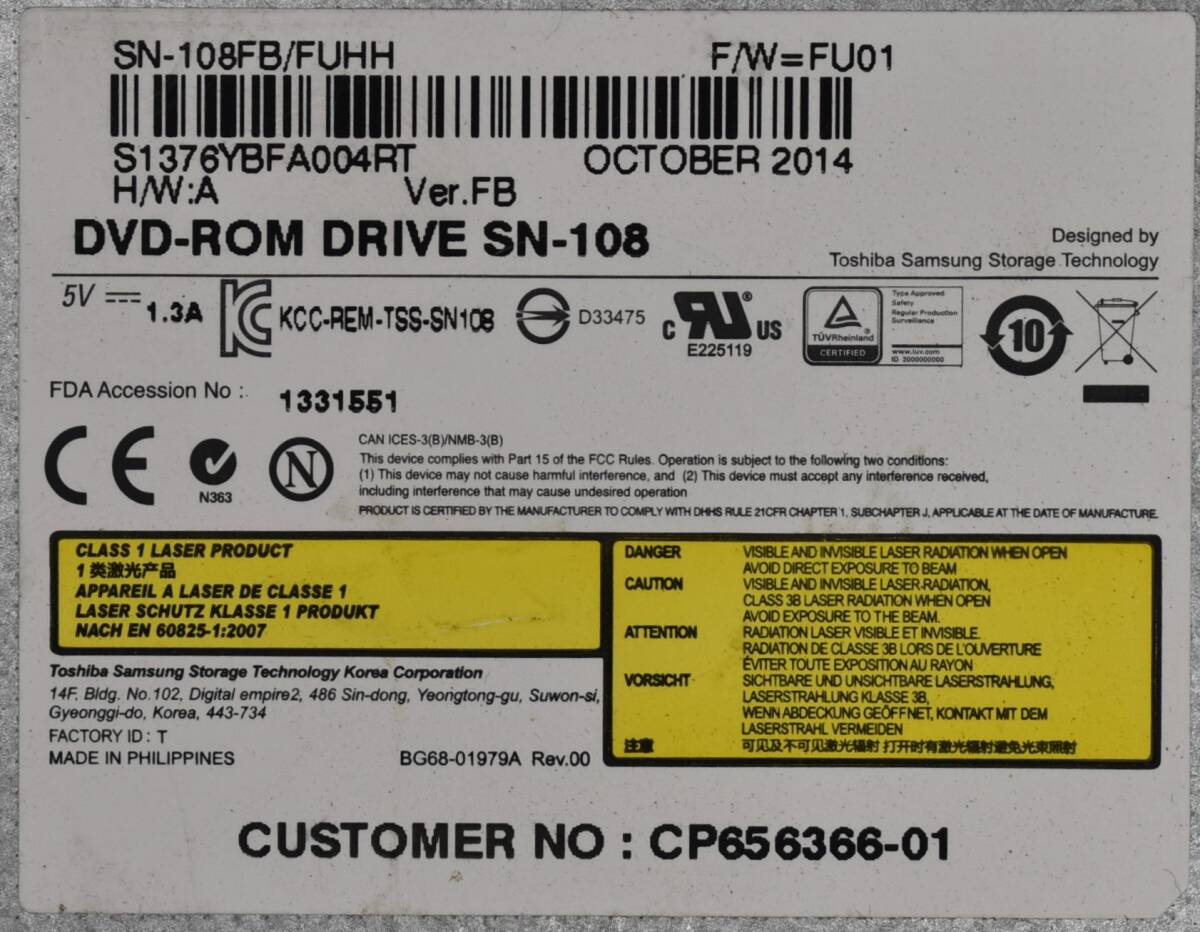 SN-108FB/FUHH F/W=FU01
S1376YBFA004RT OCTOBER 2014
H/W:A Ver.FB
DVD-ROM DRIVE SN-108
Designed by
Toshiba Samsung Storage Technology
5V ⎓ 1.3A KCC-REM-TSS-SN108 D33475 c RU® US
E225119
TÜVRheinland
CERTIFIED
Type Approved
Safety
Regular Production
Surveillance
www.tuv.com
ID 2000000000
10
FDA Accession No : 1331551
CE N363 N
CAN ICES-3(B)/NMB-3(B)
This device complies with Part 15 of the FCC Rules. Operation is subject to the following two conditions:
(1) This device may not cause harmful interference, and (2) This device must accept any interference received,
including interference that may cause undesired operation
PRODUCT IS CERTIFIED BY THE MANUFACTURER TO COMPLY WITH DHHS RULE 21CFR CHAPTER 1, SUBCHAPTER J, APPLICABLE AT THE DATE OF MANUFACTURE.
CLASS 1 LASER PRODUCT
1 类激光产品
APPAREIL A LASER DE CLASSE 1
LASER SCHUTZ KLASSE 1 PRODUKT
NACH EN 60825-1:2007
DANGER VISIBLE AND INVISIBLE LASER RADIATION WHEN OPEN
AVOID DIRECT EXPOSURE TO BEAM
CAUTION VISIBLE AND INVISIBLE LASER-RADIATION,
CLASS 3B LASER RADIATION WHEN OPEN
AVOID EXPOSURE TO THE BEAM.
ATTENTION RADIATION LASER VISIBLE ET INVISIBLE.
RADIATION DE CLASSE 3B LORS DE L'OUVERTURE
ÉVITER TOUTE EXPOSITION AU RAYON
VORSICHT SICHTBARE UND UNSICHTBARE LASERSTRAHLUNG,
LASERSTRAHLUNG KLASSE 3B,
WENN ABDECKUNG GEÖFFNET, KONTAKT MIT DEM
LASERSTRAHL VERMEIDEN
注意 可见及不可见激光辐射 打开时有激光辐射避免光束照射
Toshiba Samsung Storage Technology Korea Corporation
14F. Bldg. No.102, Digital empire2, 486 Sin-dong, Yeongtong-gu, Suwon-si,
Gyeonggi-do, Korea, 443-734
FACTORY ID : T
MADE IN PHILIPPINES BG68-01979A Rev.00
CUSTOMER NO : CP656366-01